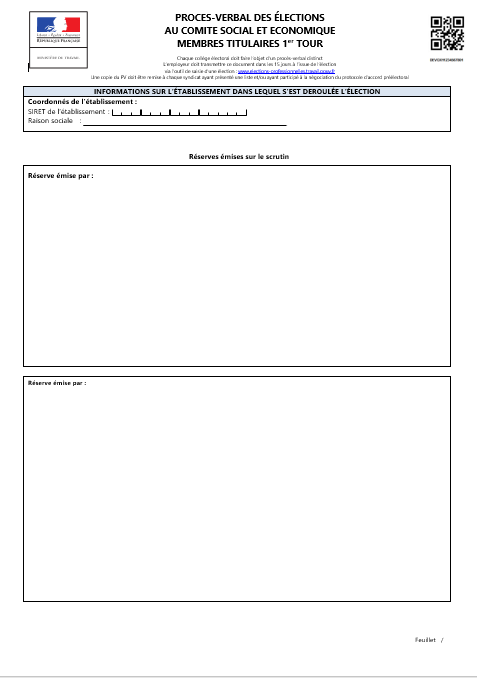 PROCES-VERBAL DES ÉLECTIONS
AU COMITE SOCIAL ET ECONOMIQUE
MEMBRES TITULAIRES 1er TOUR
RÉPUBLIQUE FRANÇAISE
MINISTÈRE DU TRAVAIL
Chaque collège électoral doit faire l'objet d'un procès-verbal distinct
L'employeur doit transmettre ce document dans les 15 jours à l'issue de l'élection
via l'outil de saisie d'une élection : www.elections-professionnelles.travail.gouv.fr
Une copie du PV doit être remise à chaque syndicat ayant présenté une liste et/ou ayant participé à la négociation du protocole d'accord préélectoral
INFORMATIONS SUR L'ÉTABLISSEMENT DANS LEQUEL S'EST DEROULÉE L'ÉLECTION
Coordonnés de l'établissement :
SIRET de l'établissement :
Raison sociale :
Réserves émises sur le scrutin
Réserve émise par :
Réserve émise par :
Feuillet /